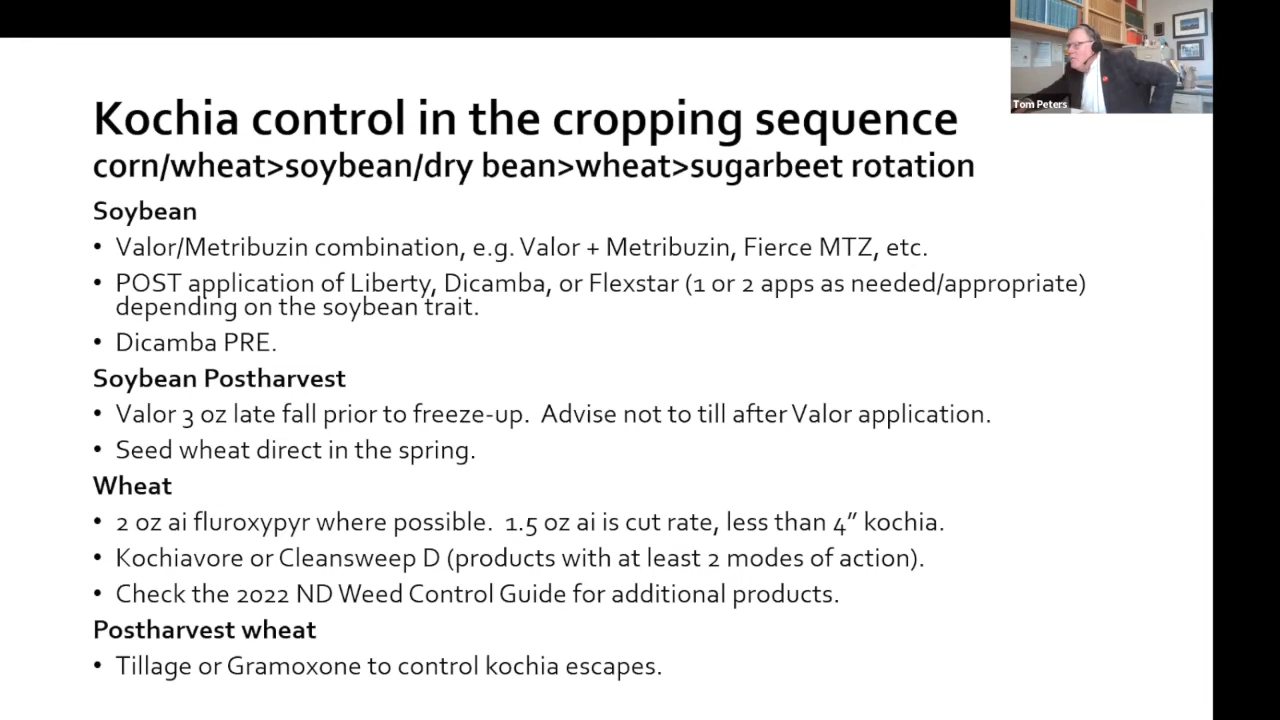 Kochia control in the cropping sequence
corn/wheat>soybean/dry bean>wheat>sugarbeet rotation
Tom Peters
Soybean
• Valor/Metribuzin combination, e.g. Valor + Metribuzin, Fierce MTZ, etc.
• POST application of Liberty, Dicamba, or Flexstar (1 or 2 apps as needed/appropriate)
depending on the soybean trait.
• Dicamba PRE.
Soybean Postharvest
• Valor 3 oz late fall prior to freeze-up.  Advise not to till after Valor application.
• Seed wheat direct in the spring.
Wheat
• 2 oz ai fluroxypyr where possible.  1.5 oz ai is cut rate, less than 4” kochia.
• Kochiavore or Cleansweep D (products with at least 2 modes of action).
• Check the 2022 ND Weed Control Guide for additional products.
Postharvest wheat
• Tillage or Gramoxone to control kochia escapes.